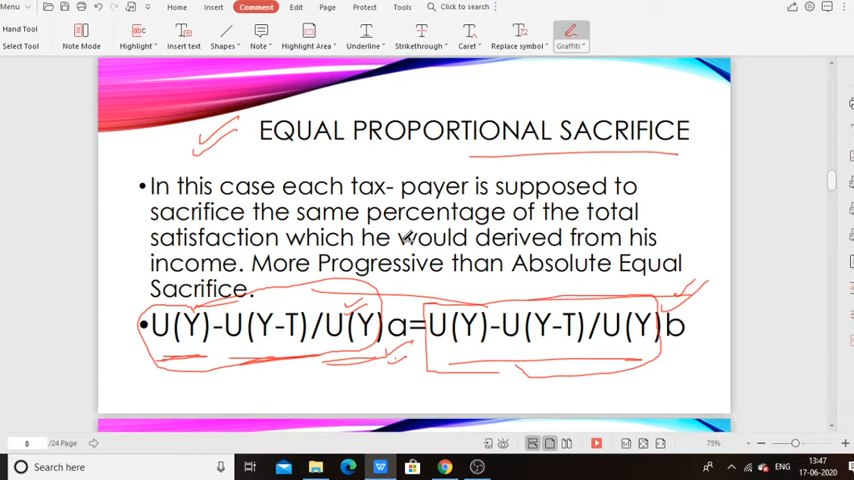 Menu Home Insert Comment Edit Page Protect Tools Click to search
Hand Tool
Select Tool
Note Mode Highlight Insert text Shapes Note Highlight Area Underline Strikethrough Caret Replace symbol Graffiti
EQUAL PROPORTIONAL SACRIFICE
•In this case each tax- payer is supposed to
sacrifice the same percentage of the total
satisfaction which he would derived from his
income. More Progressive than Absolute Equal
Sacrifice.
•U(Y)-U(Y-T)/U(Y)a=U(Y)-U(Y-T)/U(Y)b
8 /24Page 75%
Search here
ENG
13:47
17-06-2020